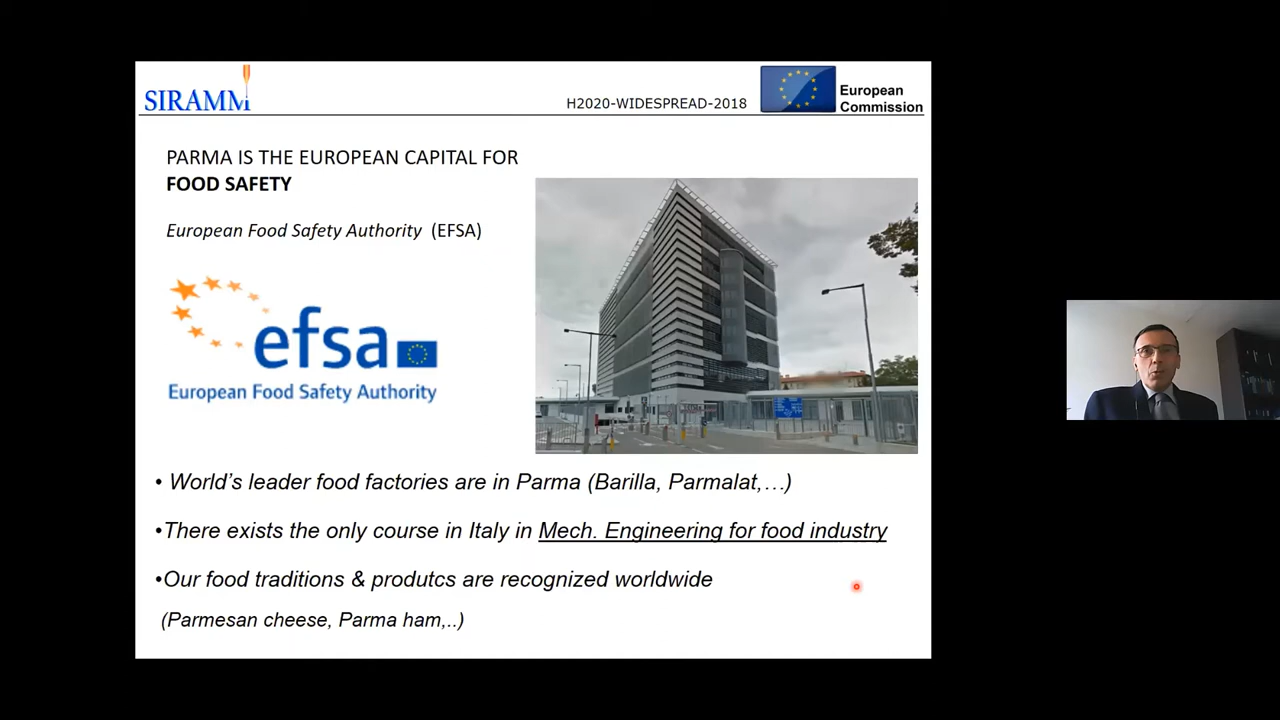 SIRAMM
H2020-WIDESPREAD-2018
European
Commission
PARMA IS THE EUROPEAN CAPITAL FOR
FOOD SAFETY
European Food Safety Authority (EFSA)
efsa
European Food Safety Authority
• World's leader food factories are in Parma (Barilla, Parmalat,…)
•There exists the only course in Italy in Mech. Engineering for food industry
•Our food traditions & produtcs are recognized worldwide
(Parmesan cheese, Parma ham,..)